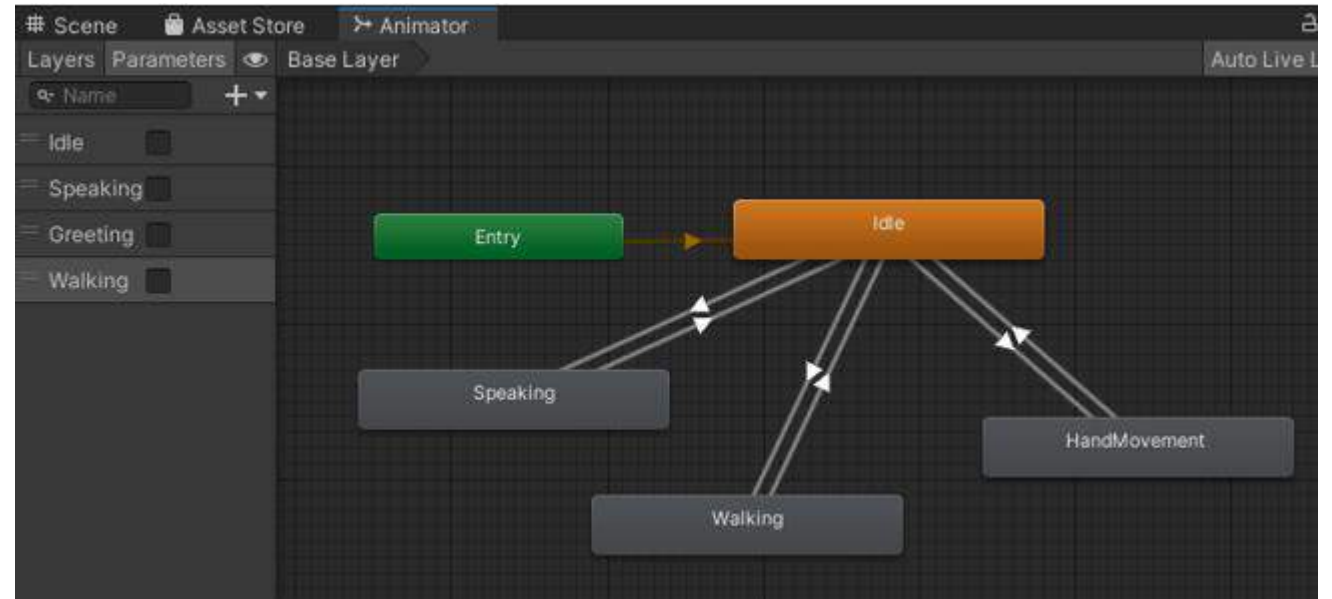 Scene Asset Store Animator
Layers Parameters Base Layer Auto Live L
Name
Idle
Speaking
Greeting
Walking
Entry
Idle
Speaking
HandMovement
Walking